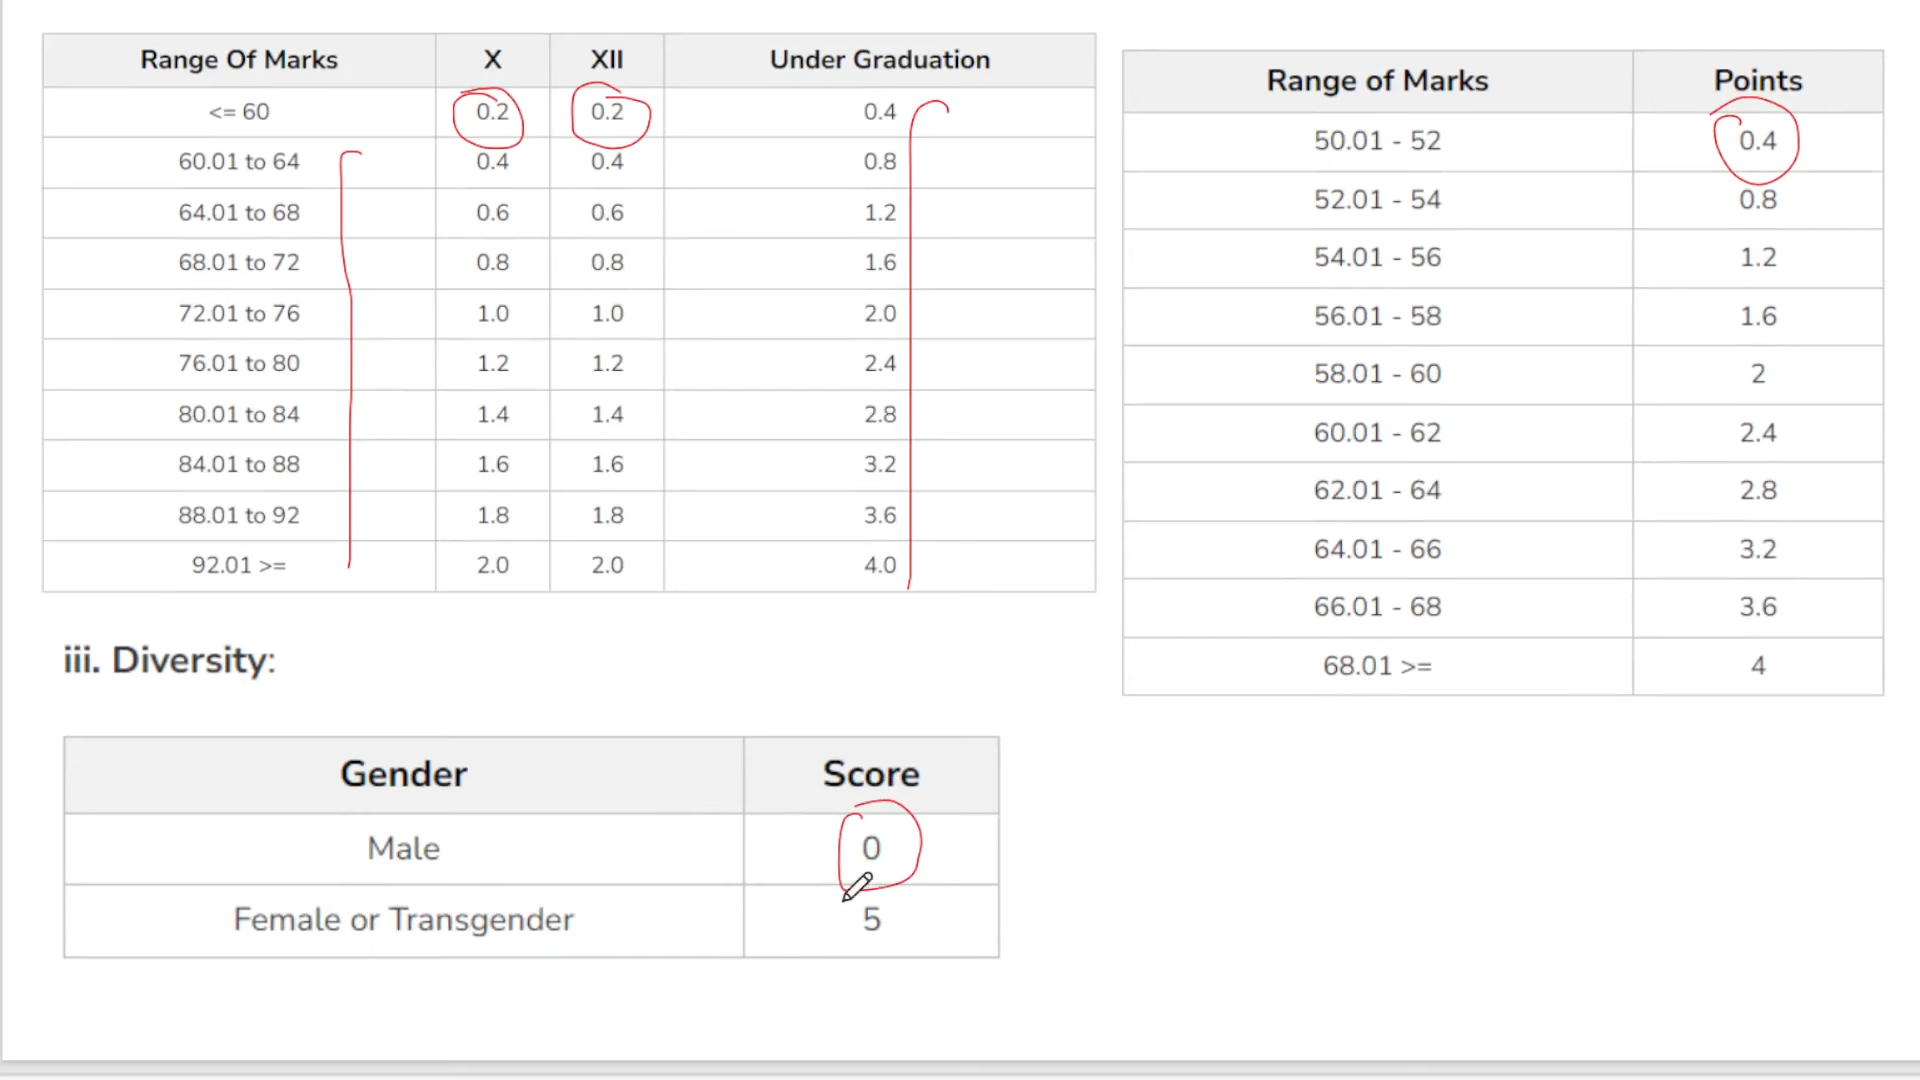 Range Of Marks X XII Under Graduation
<= 60 0.2 0.2 0.4
60.01 to 64 0.4 0.4 0.8
64.01 to 68 0.6 0.6 1.2
68.01 to 72 0.8 0.8 1.6
72.01 to 76 1.0 1.0 2.0
76.01 to 80 1.2 1.2 2.4
80.01 to 84 1.4 1.4 2.8
84.01 to 88 1.6 1.6 3.2
88.01 to 92 1.8 1.8 3.6
92.01 >= 2.0 2.0 4.0
Range of Marks Points
50.01 - 52 0.4
52.01 - 54 0.8
54.01 - 56 1.2
56.01 - 58 1.6
58.01 - 60 2
60.01 - 62 2.4
62.01 - 64 2.8
64.01 - 66 3.2
66.01 - 68 3.6
68.01 >= 4
iii. Diversity:
Gender Score
Male 0
Female or Transgender 5